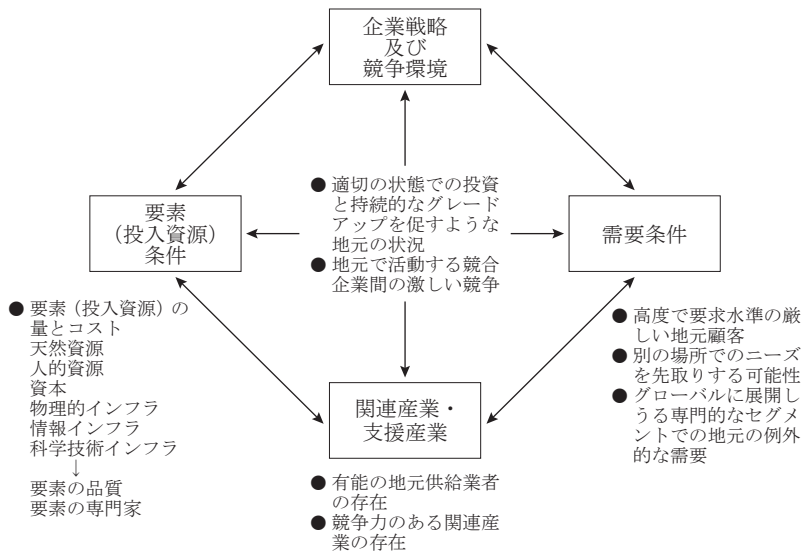 企業戦略
及び
競争環境
● 適切の状態での投資
と持続的なグレード
アップを促すような
地元の状況
● 地元で活動する競合
企業間の激しい競争
要素
（投入資源）
条件
需要条件
● 要素（投入資源）の
量とコスト
天然資源
人的資源
資本
物理的インフラ
情報インフラ
科学技術インフラ
↓
要素の品質
要素の専門家
● 高度で要求水準の厳
しい地元顧客
● 別の場所でのニーズ
を先取りする可能性
● グローバルに展開し
うる専門的なセグメ
ントでの地元の例外
的な需要
関連産業・
支援産業
● 有能の地元供給業者
の存在
● 競争力のある関連産
業の存在